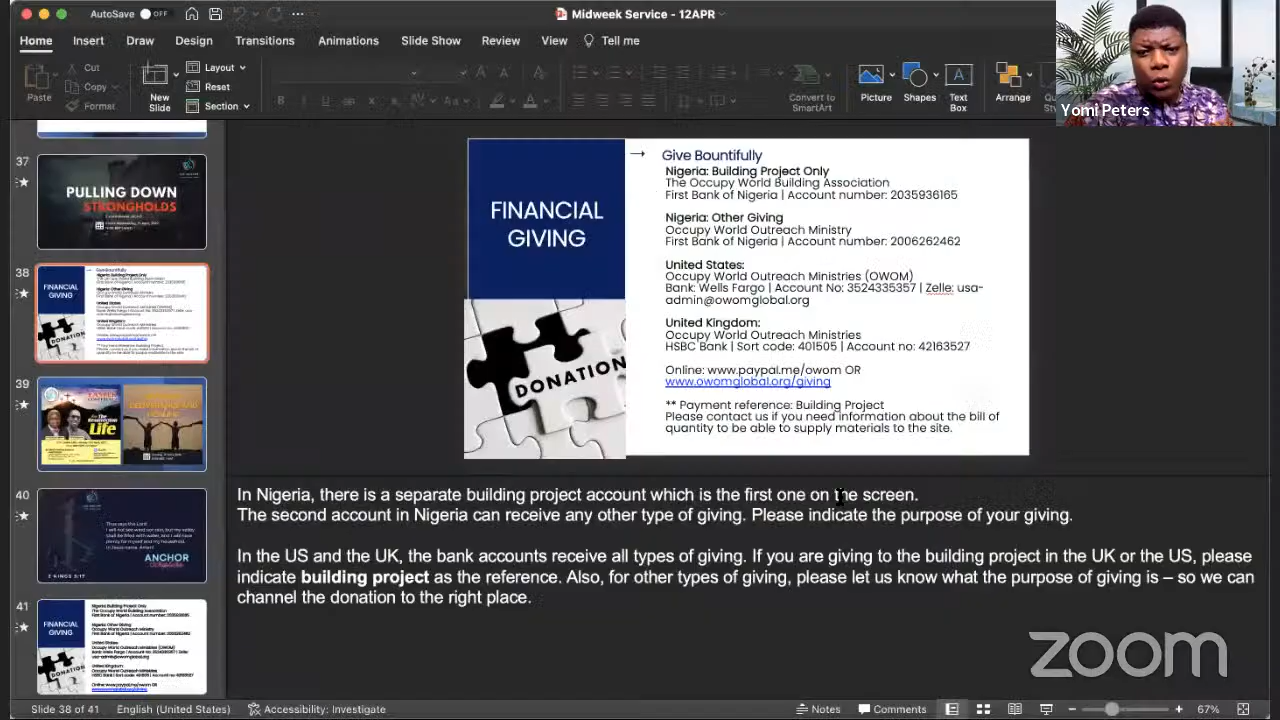 AutoSave OFF
Midweek Service - 12APR
Home Insert Draw Design Transitions Animations Slide Show Review View Tell me
Paste
Cut
Copy
Format
New Slide
Layout
Reset
Section
Convert to SmartArt
Picture
Shapes
Text Box
Arrange
Yomi Peters
37
PULLING DOWN
STRONGHOLDS
38
FINANCIAL
GIVING
DONATION
39
40
2 KINGS 3:17
ANCHOR
41
FINANCIAL
GIVING
DONATION
FINANCIAL
GIVING
DONATION
→ Give Bountifully
Nigeria: Building Project Only
The Occupy World Building Association
First Bank of Nigeria | Account number: 2035936165
Nigeria: Other Giving
Occupy World Outreach Ministry
First Bank of Nigeria | Account number: 2006262462
United States:
Occupy World Outreach Ministries (OWOM)
Bank: Wells Fargo | Account No: 9524335357 | Zelle: usa-
admin@owomglobal.org
United Kingdom:
Occupy World Outreach Ministries
HSBC Bank | Sort code: | Account no: 42163527
Online: www.paypal.me/owom OR
www.owomglobal.org/giving
** Payment reference: Building Project.
Please contact us if you need information about the bill of
quantity to be able to supply materials to the site.
In Nigeria, there is a separate building project account which is the first one on the screen.
The second account in Nigeria can receive any other type of giving. Please indicate the purpose of your giving.
In the US and the UK, the bank accounts are for all types of giving. If you are giving to the building project in the UK or the US, please
indicate building project as the reference. Also, for other types of giving, please let us know what the purpose of giving is – so we can
channel the donation to the right place.
zoom
Slide 38 of 41 English (United States) Accessibility: Investigate Notes Comments 67%